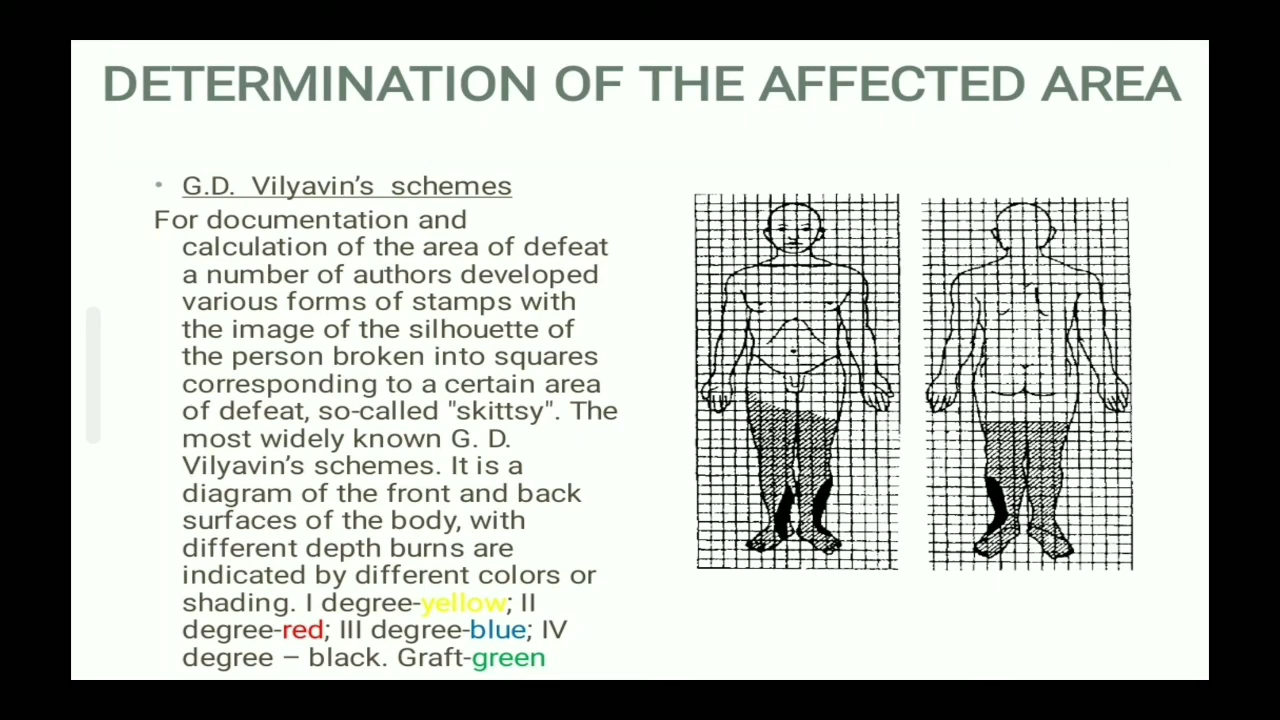 DETERMINATION OF THE AFFECTED AREA
• G.D. Vilyavin’s schemes
For documentation and
calculation of the area of defeat
a number of authors developed
various forms of stamps with
the image of the silhouette of
the person broken into squares
corresponding to a certain area
of defeat, so-called "skittsy". The
most widely known G. D.
Vilyavin’s schemes. It is a
diagram of the front and back
surfaces of the body, with
different depth burns are
indicated by different colors or
shading. I degree-yellow; II
degree-red; III degree-blue; IV
degree – black. Graft-green